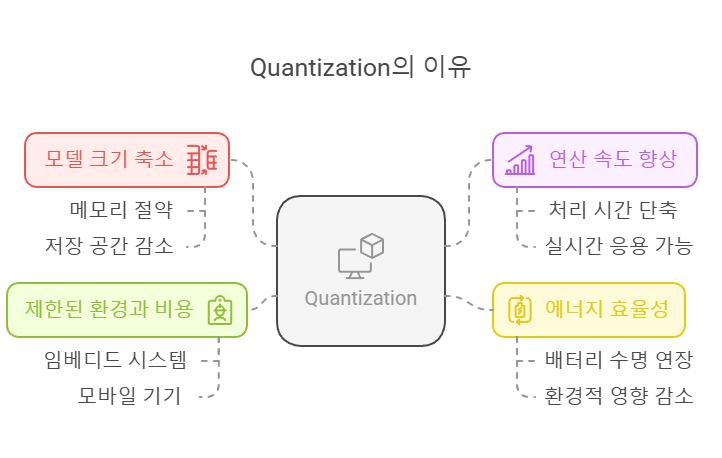 Quantization의 이유
모델 크기 축소
메모리 절약
저장 공간 감소
제한된 환경과 비용
임베디드 시스템
모바일 기기
Quantization
연산 속도 향상
처리 시간 단축
실시간 응용 가능
에너지 효율성
배터리 수명 연장
환경적 영향 감소